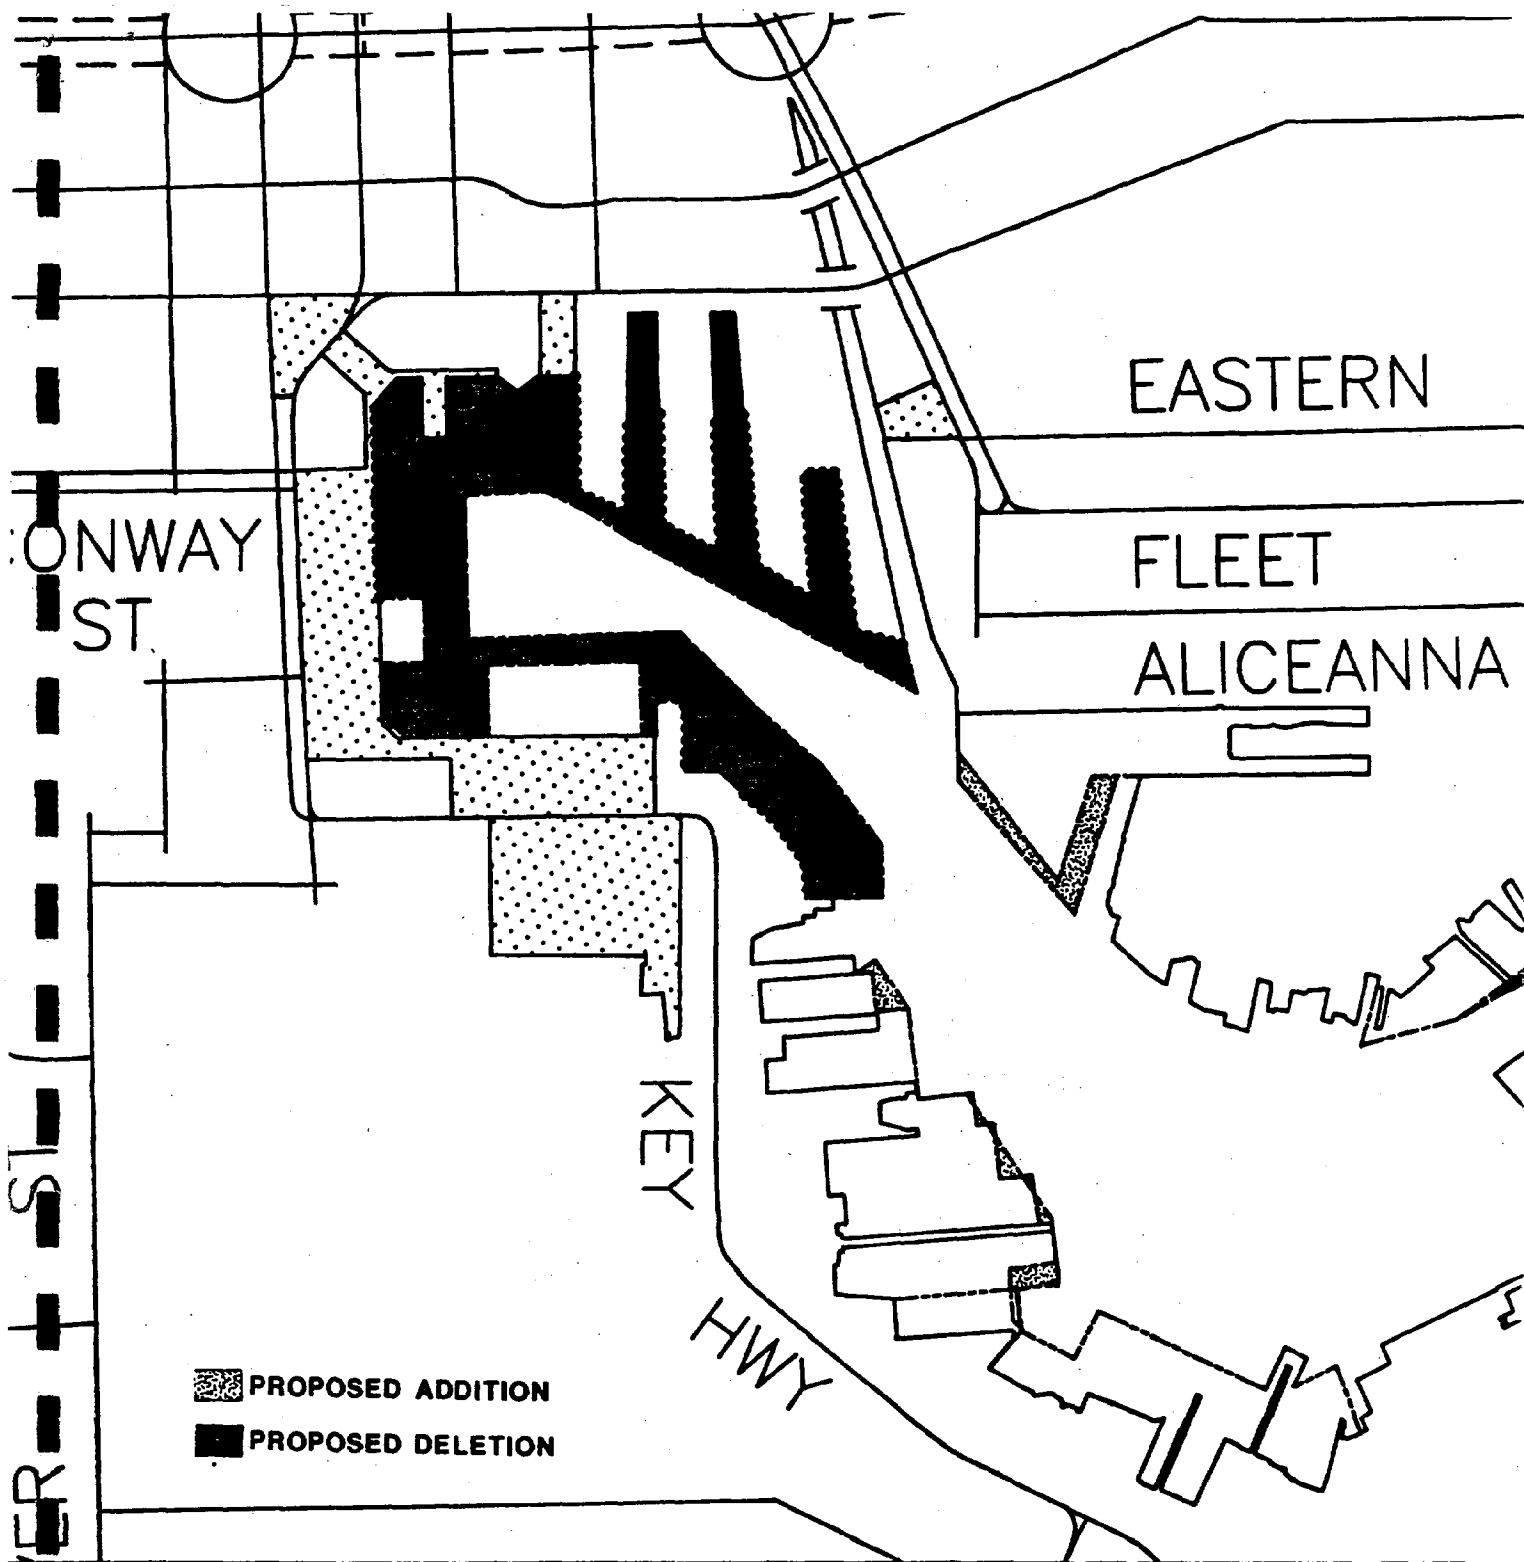 EASTERN
ONWAY
ST.
FLEET
ALICEANNA
KEY
HWY
ST
PROPOSED ADDITION
PROPOSED DELETION